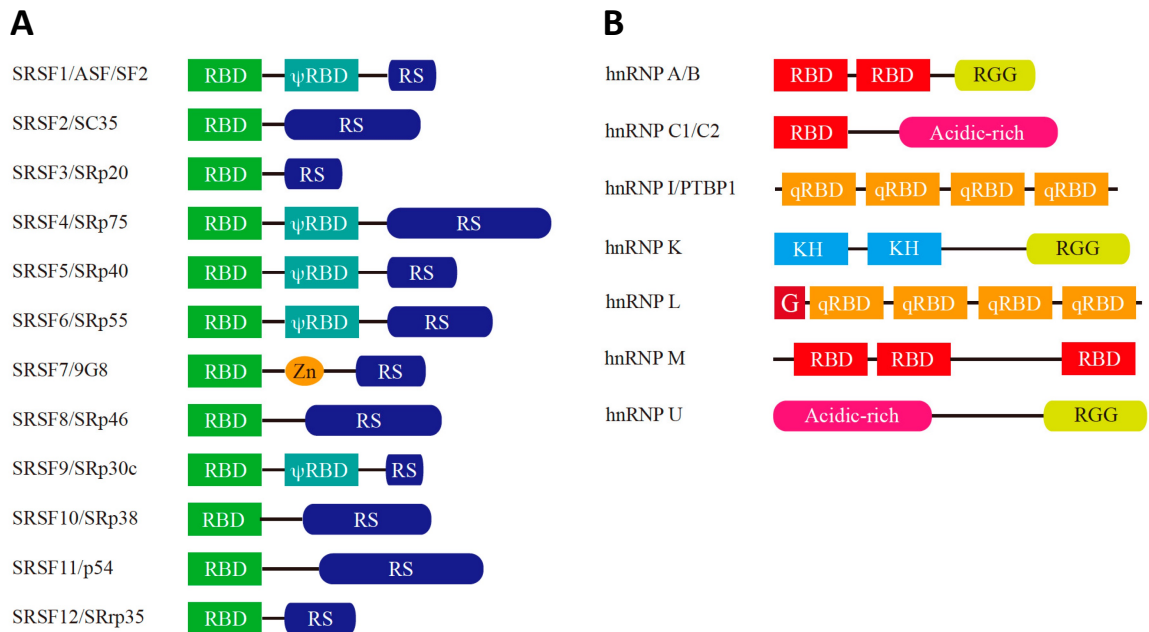 A
SRSF1/ASF/SF2 RBD ψRBD RS
SRSF2/SC35 RBD RS
SRSF3/SRp20 RBD RS
SRSF4/SRp75 RBD ψRBD RS
SRSF5/SRp40 RBD ψRBD RS
SRSF6/SRp55 RBD ψRBD RS
SRSF7/9G8 RBD Zn RS
SRSF8/SRp46 RBD RS
SRSF9/SRp30c RBD ψRBD RS
SRSF10/SRp38 RBD RS
SRSF11/p54 RBD RS
SRSF12/SRrp35 RBD RS
B
hnRNP A/B RBD RBD RGG
hnRNP C1/C2 RBD Acidic-rich
hnRNP I/PTBP1 qRBD qRBD qRBD qRBD
hnRNP K KH KH RGG
hnRNP L G qRBD qRBD qRBD qRBD
hnRNP M RBD RBD RBD
hnRNP U Acidic-rich RGG